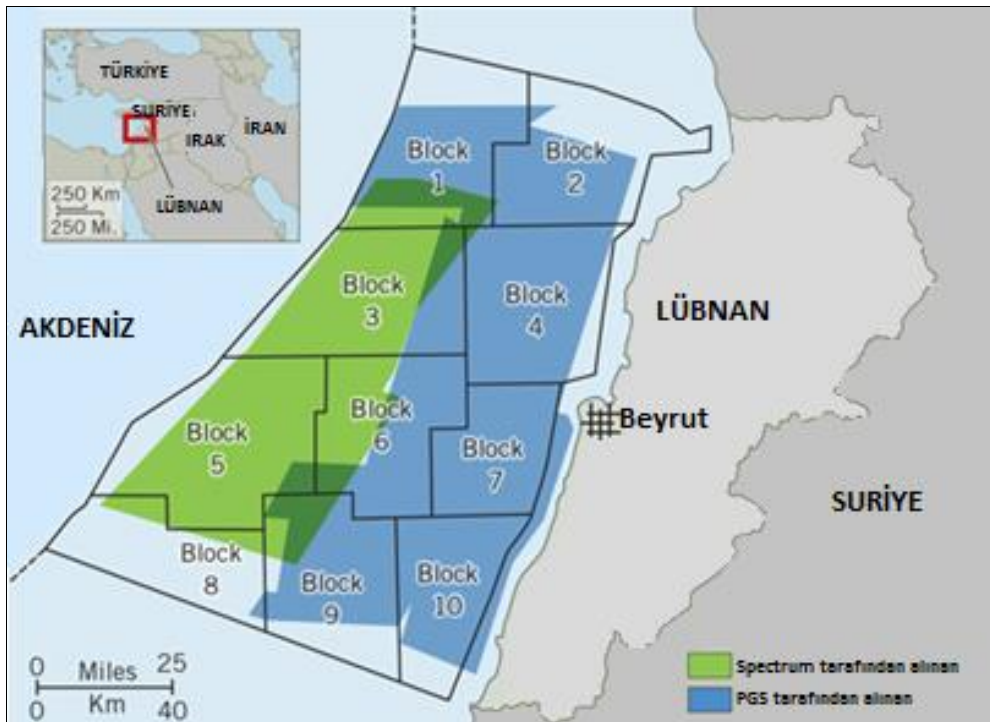 TÜRKİYE
SURİYE
IRAK
İRAN
250 Km
250 Mi.
LÜBNAN
Block
1
Block
2
Block
3
Block
4
AKDENİZ
LÜBNAN
Beyrut
Block
5
Block
6
Block
7
SURİYE
Block
8
Block
9
Block
10
0 Miles 25
0 Km 40
Spectrum tarafından alınan
PGS tarafından alınan